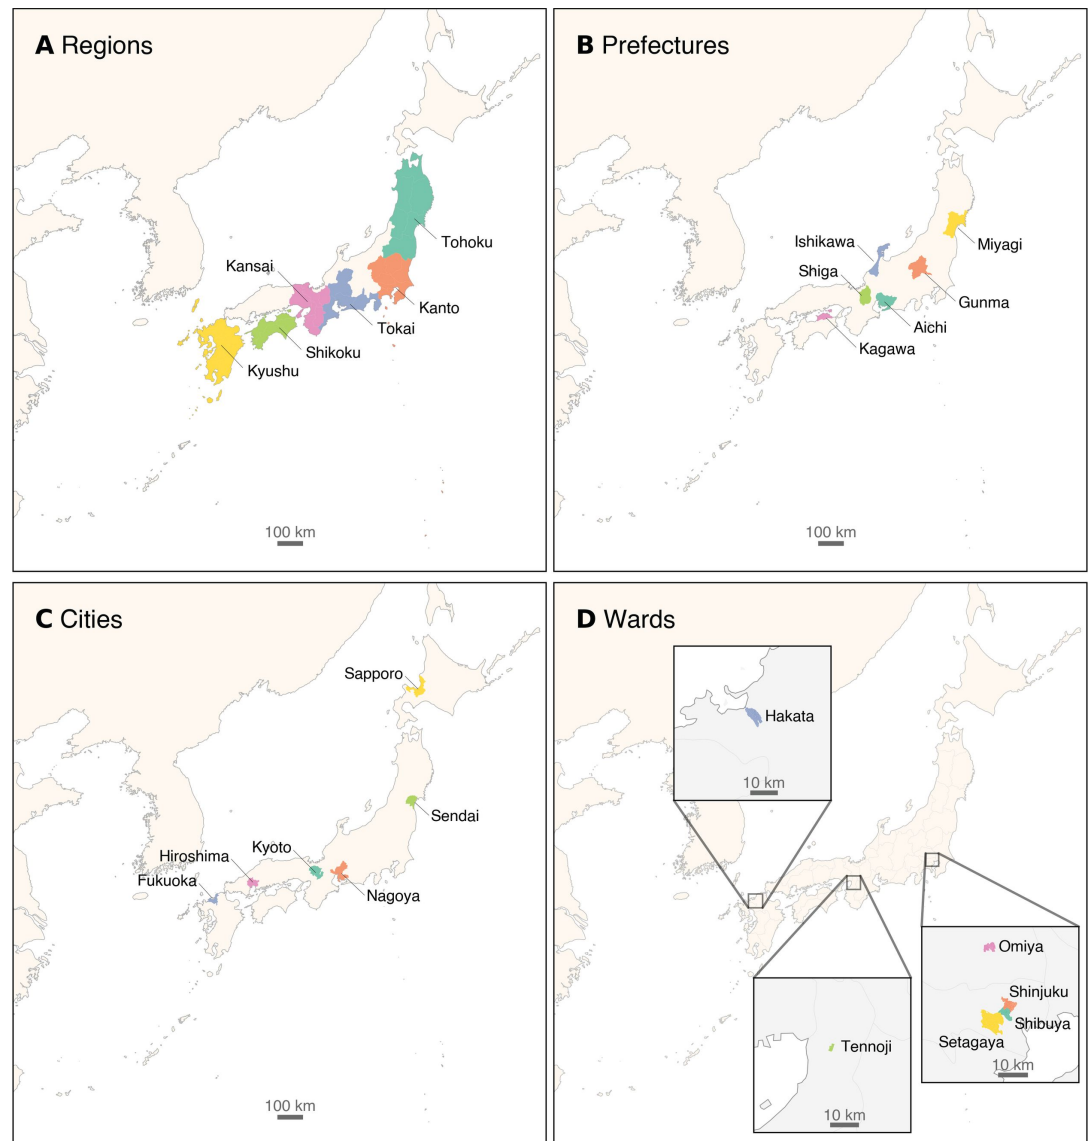 A Regions
Tohoku
Kansai
Kanto
Tokai
Shikoku
Kyushu
100 km
B Prefectures
Ishikawa
Miyagi
Shiga
Gunma
Aichi
Kagawa
100 km
C Cities
Sapporo
Sendai
Kyoto
Hiroshima
Fukuoka
Nagoya
100 km
D Wards
Hakata
10 km
Omiya
Shinjuku
Shibuya
Setagaya
10 km
Tennoji
10 km